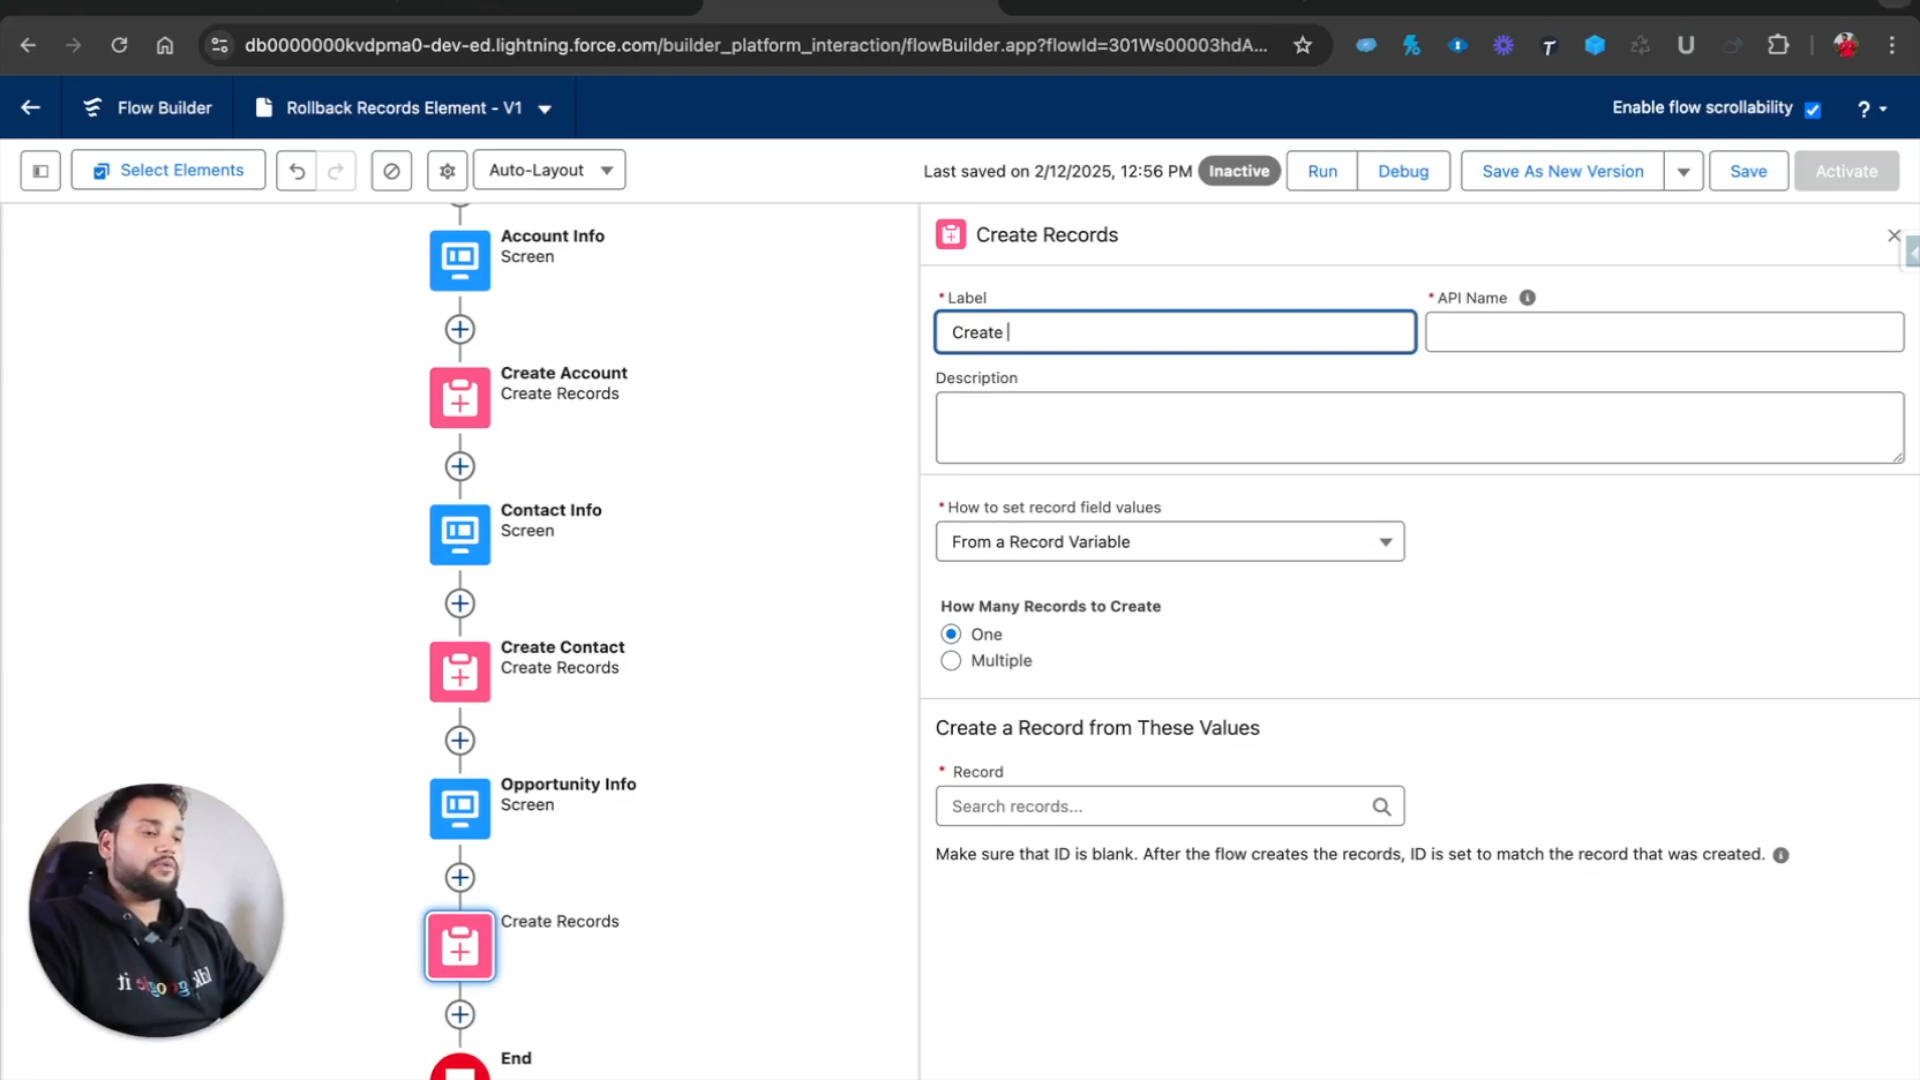 db0000000kvdpma0-dev-ed.lightning.force.com/builder_platform_interaction/flowBuilder.app?flowId=301Ws00003hdA...
Flow Builder
Rollback Records Element - V1
Enable flow scrollability
?
Select Elements
Auto-Layout
Last saved on 2/12/2025, 12:56 PM
Inactive
Run
Debug
Save As New Version
Save
Activate
Account Info
Screen
Create Account
Create Records
Contact Info
Screen
Create Contact
Create Records
Opportunity Info
Screen
Create Records
End
Create Records
* Label
Create
* API Name
Description
* How to set record field values
From a Record Variable
How Many Records to Create
One
Multiple
Create a Record from These Values
* Record
Search records...
Make sure that ID is blank. After the flow creates the records, ID is set to match the record that was created.
idk google it